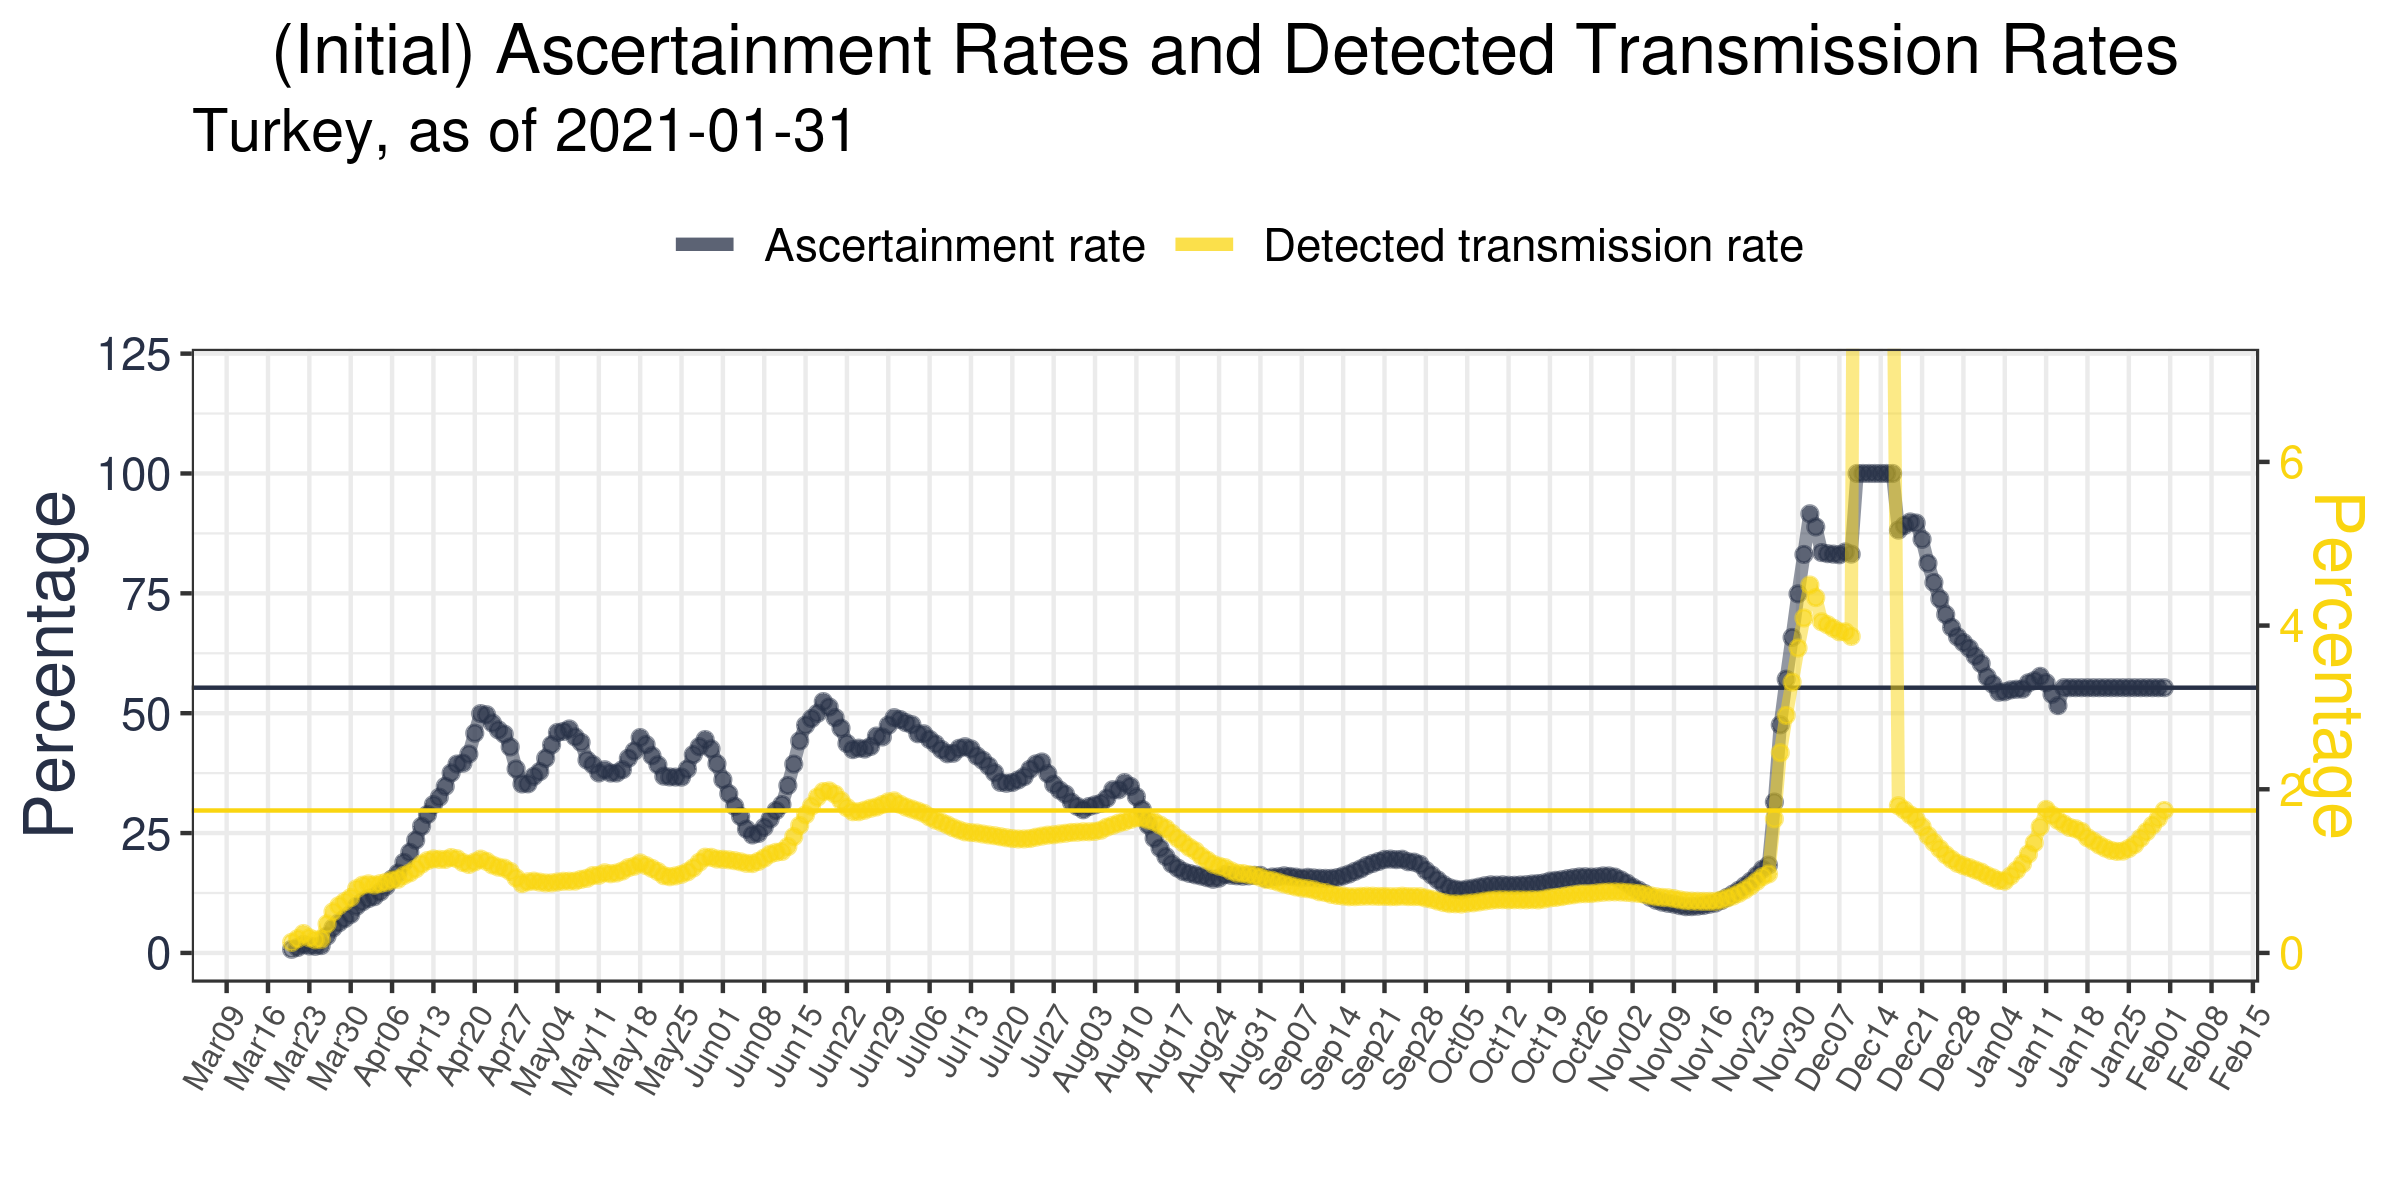 (Initial) Ascertainment Rates and Detected Transmission Rates
Turkey, as of 2021-01-31
Ascertainment rate
Detected transmission rate
Percentage
125
100
75
50
25
0
6
4
2
0
Percentage
Mar09
Mar16
Mar23
Mar30
Apr06
Apr13
Apr20
Apr27
May04
May11
May18
May25
Jun01
Jun08
Jun15
Jun22
Jun29
Jul06
Jul13
Jul20
Jul27
Aug03
Aug10
Aug17
Aug24
Aug31
Sep07
Sep14
Sep21
Sep28
Oct05
Oct12
Oct19
Oct26
Nov02
Nov09
Nov16
Nov23
Nov30
Dec07
Dec14
Dec21
Dec28
Jan04
Jan11
Jan18
Jan25
Feb01
Feb08
Feb15